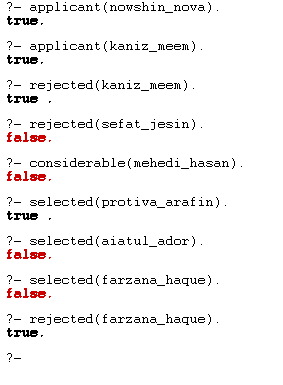 ?- applicant(nowshin_nova).
true.
?- applicant(kaniz_meem).
true.
?- rejected(kaniz_meem).
true .
?- rejected(sefat_jesin).
false.
?- considerable(mehedi_hasan).
false.
?- selected(protiva_arafin).
true .
?- selected(aiatul_ador).
false.
?- selected(farzana_haque).
false.
?- rejected(farzana_haque).
true.
?-